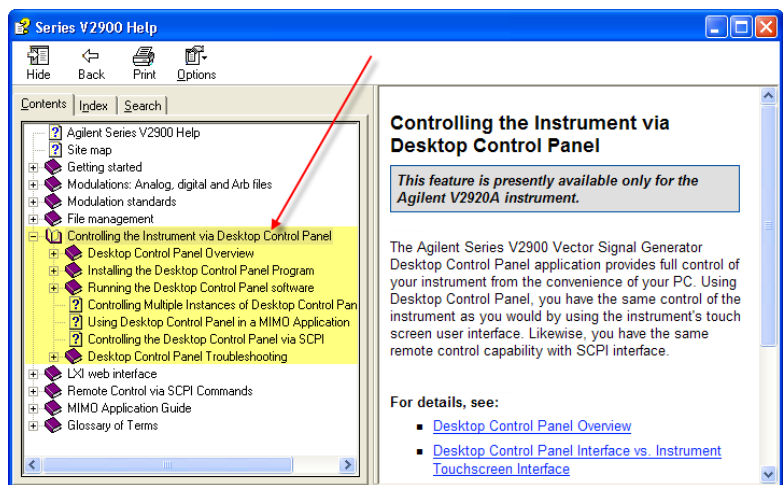 Series V2900 Help
Hide Back Print Options
Contents Index Search
Agilent Series V2900 Help
Site map
Getting started
Modulations: Analog, digital and Arb files
Modulation standards
File management
Controlling the Instrument via Desktop Control Panel
Desktop Control Panel Overview
Installing the Desktop Control Panel Program
Running the Desktop Control Panel software
Controlling Multiple Instances of Desktop Control Pan
Using Desktop Control Panel in a MIMO Application
Controlling the Desktop Control Panel via SCPI
Desktop Control Panel Troubleshooting
LXI web interface
Remote Control via SCPI Commands
MIMO Application Guide
Glossary of Terms
Controlling the Instrument via
Desktop Control Panel
This feature is presently available only for the
Agilent V2920A instrument.
The Agilent Series V2900 Vector Signal Generator
Desktop Control Panel application provides full control of
your instrument from the convenience of your PC. Using
Desktop Control Panel, you have the same control of the
instrument as you would by using the instrument's touch
screen user interface. Likewise, you have the same
remote control capability with SCPI interface.
For details, see:
Desktop Control Panel Overview
Desktop Control Panel Interface vs. Instrument
Touchscreen Interface